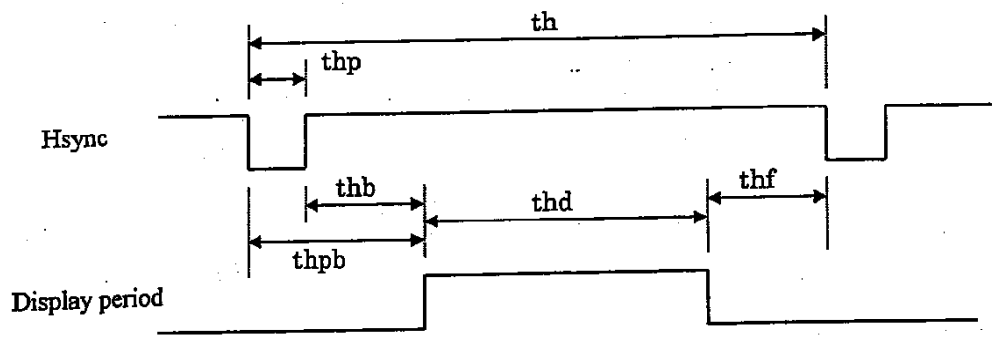 th
thp
Hsync
thb
thd
thf
thpb
Display period